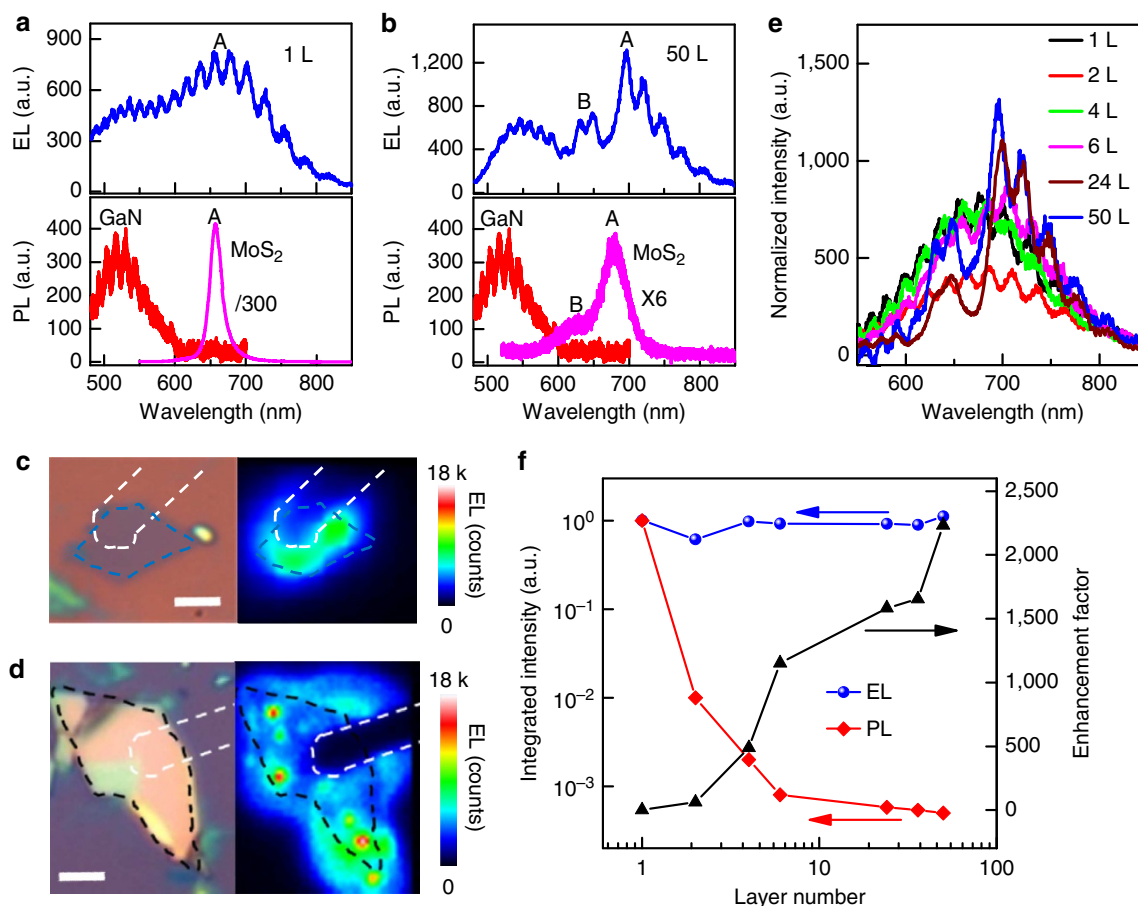 a
900
600
300
0
EL (a.u.)
A
1 L
400
300
200
100
0
PL (a.u.)
GaN
A
MoS2
/300
500
600
700
800
Wavelength (nm)
b
1,200
800
400
0
EL (a.u.)
A
B
50 L
400
300
200
100
0
PL (a.u.)
GaN
A
B
MoS2
X6
500
600
700
800
Wavelength (nm)
e
1,500
1,000
500
0
Normalized intensity (a.u.)
1 L
2 L
4 L
6 L
24 L
50 L
600
700
800
Wavelength (nm)
c
18 k
EL (counts)
0
d
18 k
EL (counts)
0
f
10⁰
10⁻¹
10⁻²
10⁻³
Integrated intensity (a.u.)
EL
PL
2,500
2,000
1,500
1,000
500
0
Enhancement factor
1
10
100
Layer number